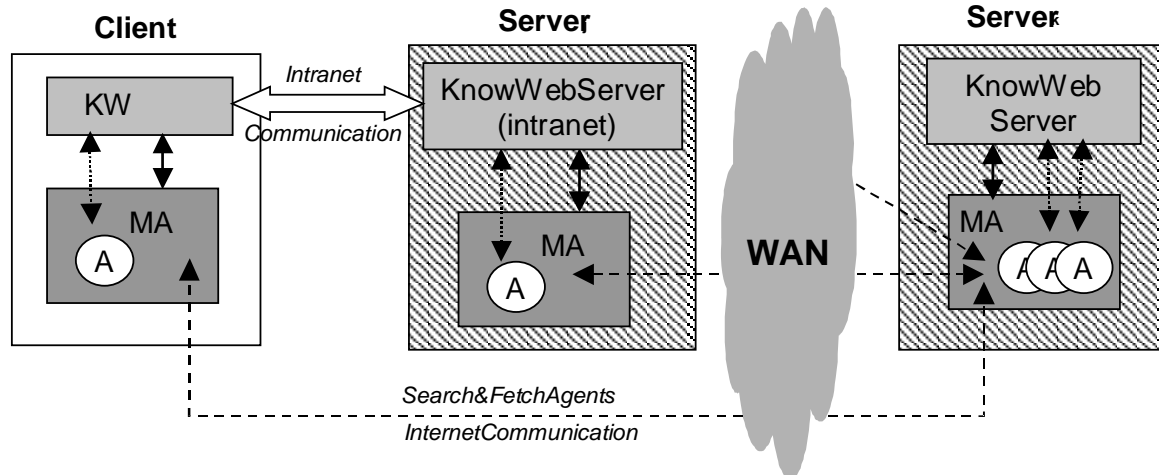 Client
Server
Server
Intranet
Communication
KW
MA
A
KnowWebServer
(intranet)
MA
A
WAN
KnowWeb
Server
MA
A A A
Search&FetchAgents
InternetCommunication